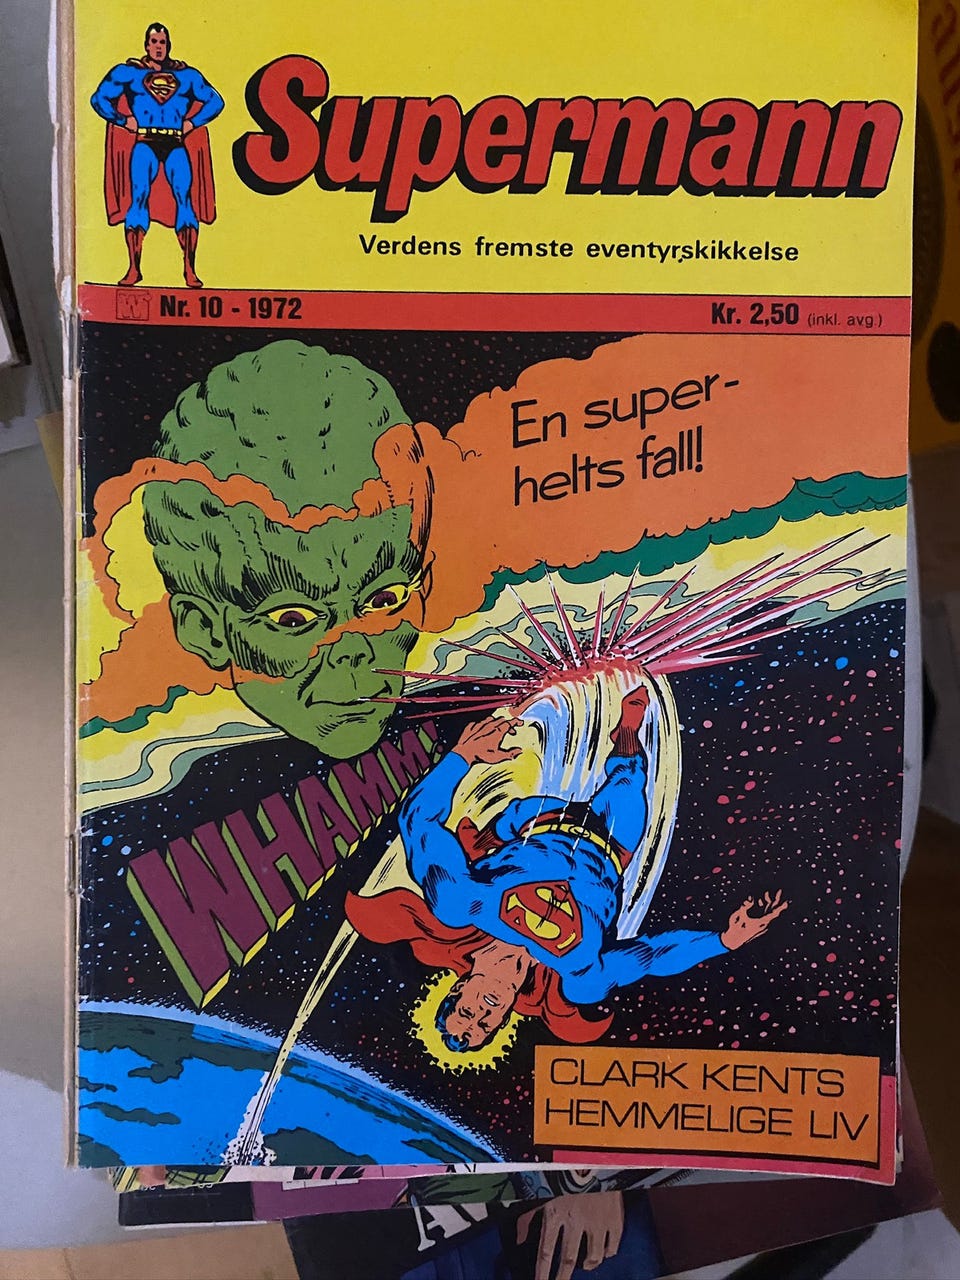 Supermann
Verdens fremste eventyrskikkelse
Nr. 10 - 1972
Kr. 2,50 (inkl. avg.)
En super-
helts fall!
WHAMM!
CLARK KENTS
HEMMELIGE LIV